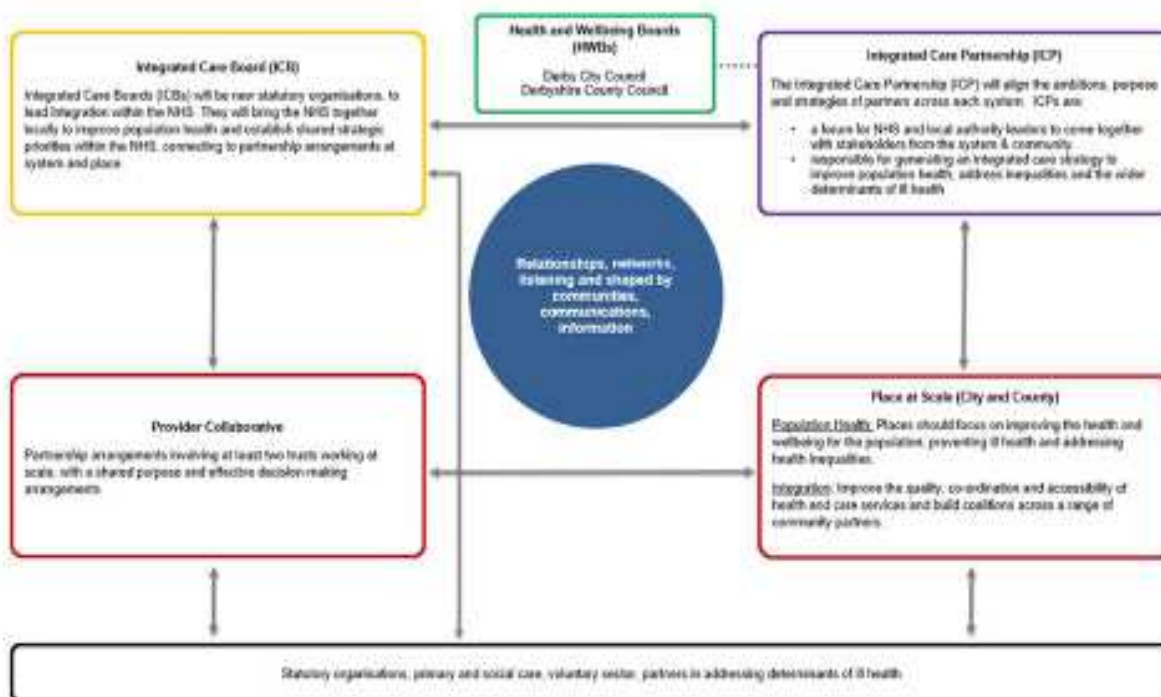 Health and Wellbeing Boards
(HWBs)
Derby City Council
Derbyshire County Council
Integrated Care Board (ICB)
Integrated Care Boards (ICBs) will be new statutory organisations, to
lead integration within the NHS. They will bring the NHS together
locally to improve population health and establish shared strategic
priorities within the NHS, connecting to partnership arrangements at
system and place
Integrated Care Partnership (ICP)
The Integrated Care Partnership (ICP) will align the ambitions, purpose
and strategies of partners across each system. ICPs are:
• a forum for NHS and local authority leaders to come together
with stakeholders from the system & community.
• responsible for generating an integrated care strategy to
improve population health, address inequalities and the wider
determinants of ill health
Relationships, networks,
listening and shaped by
communities,
communications,
information
Provider Collaborative
Partnership arrangements involving at least two trusts working at
scale, with a shared purpose and effective decision making
arrangements
Place at Scale (City and County)
Population Health: Places should focus on improving the health and
wellbeing for the population, preventing ill health and addressing
health inequalities.
Integration: Improve the quality, co-ordination and accessibility of
health and care services and build coalitions across a range of
community partners.
Statutory organisations, primary and social care, voluntary sector, partners in addressing determinants of ill health